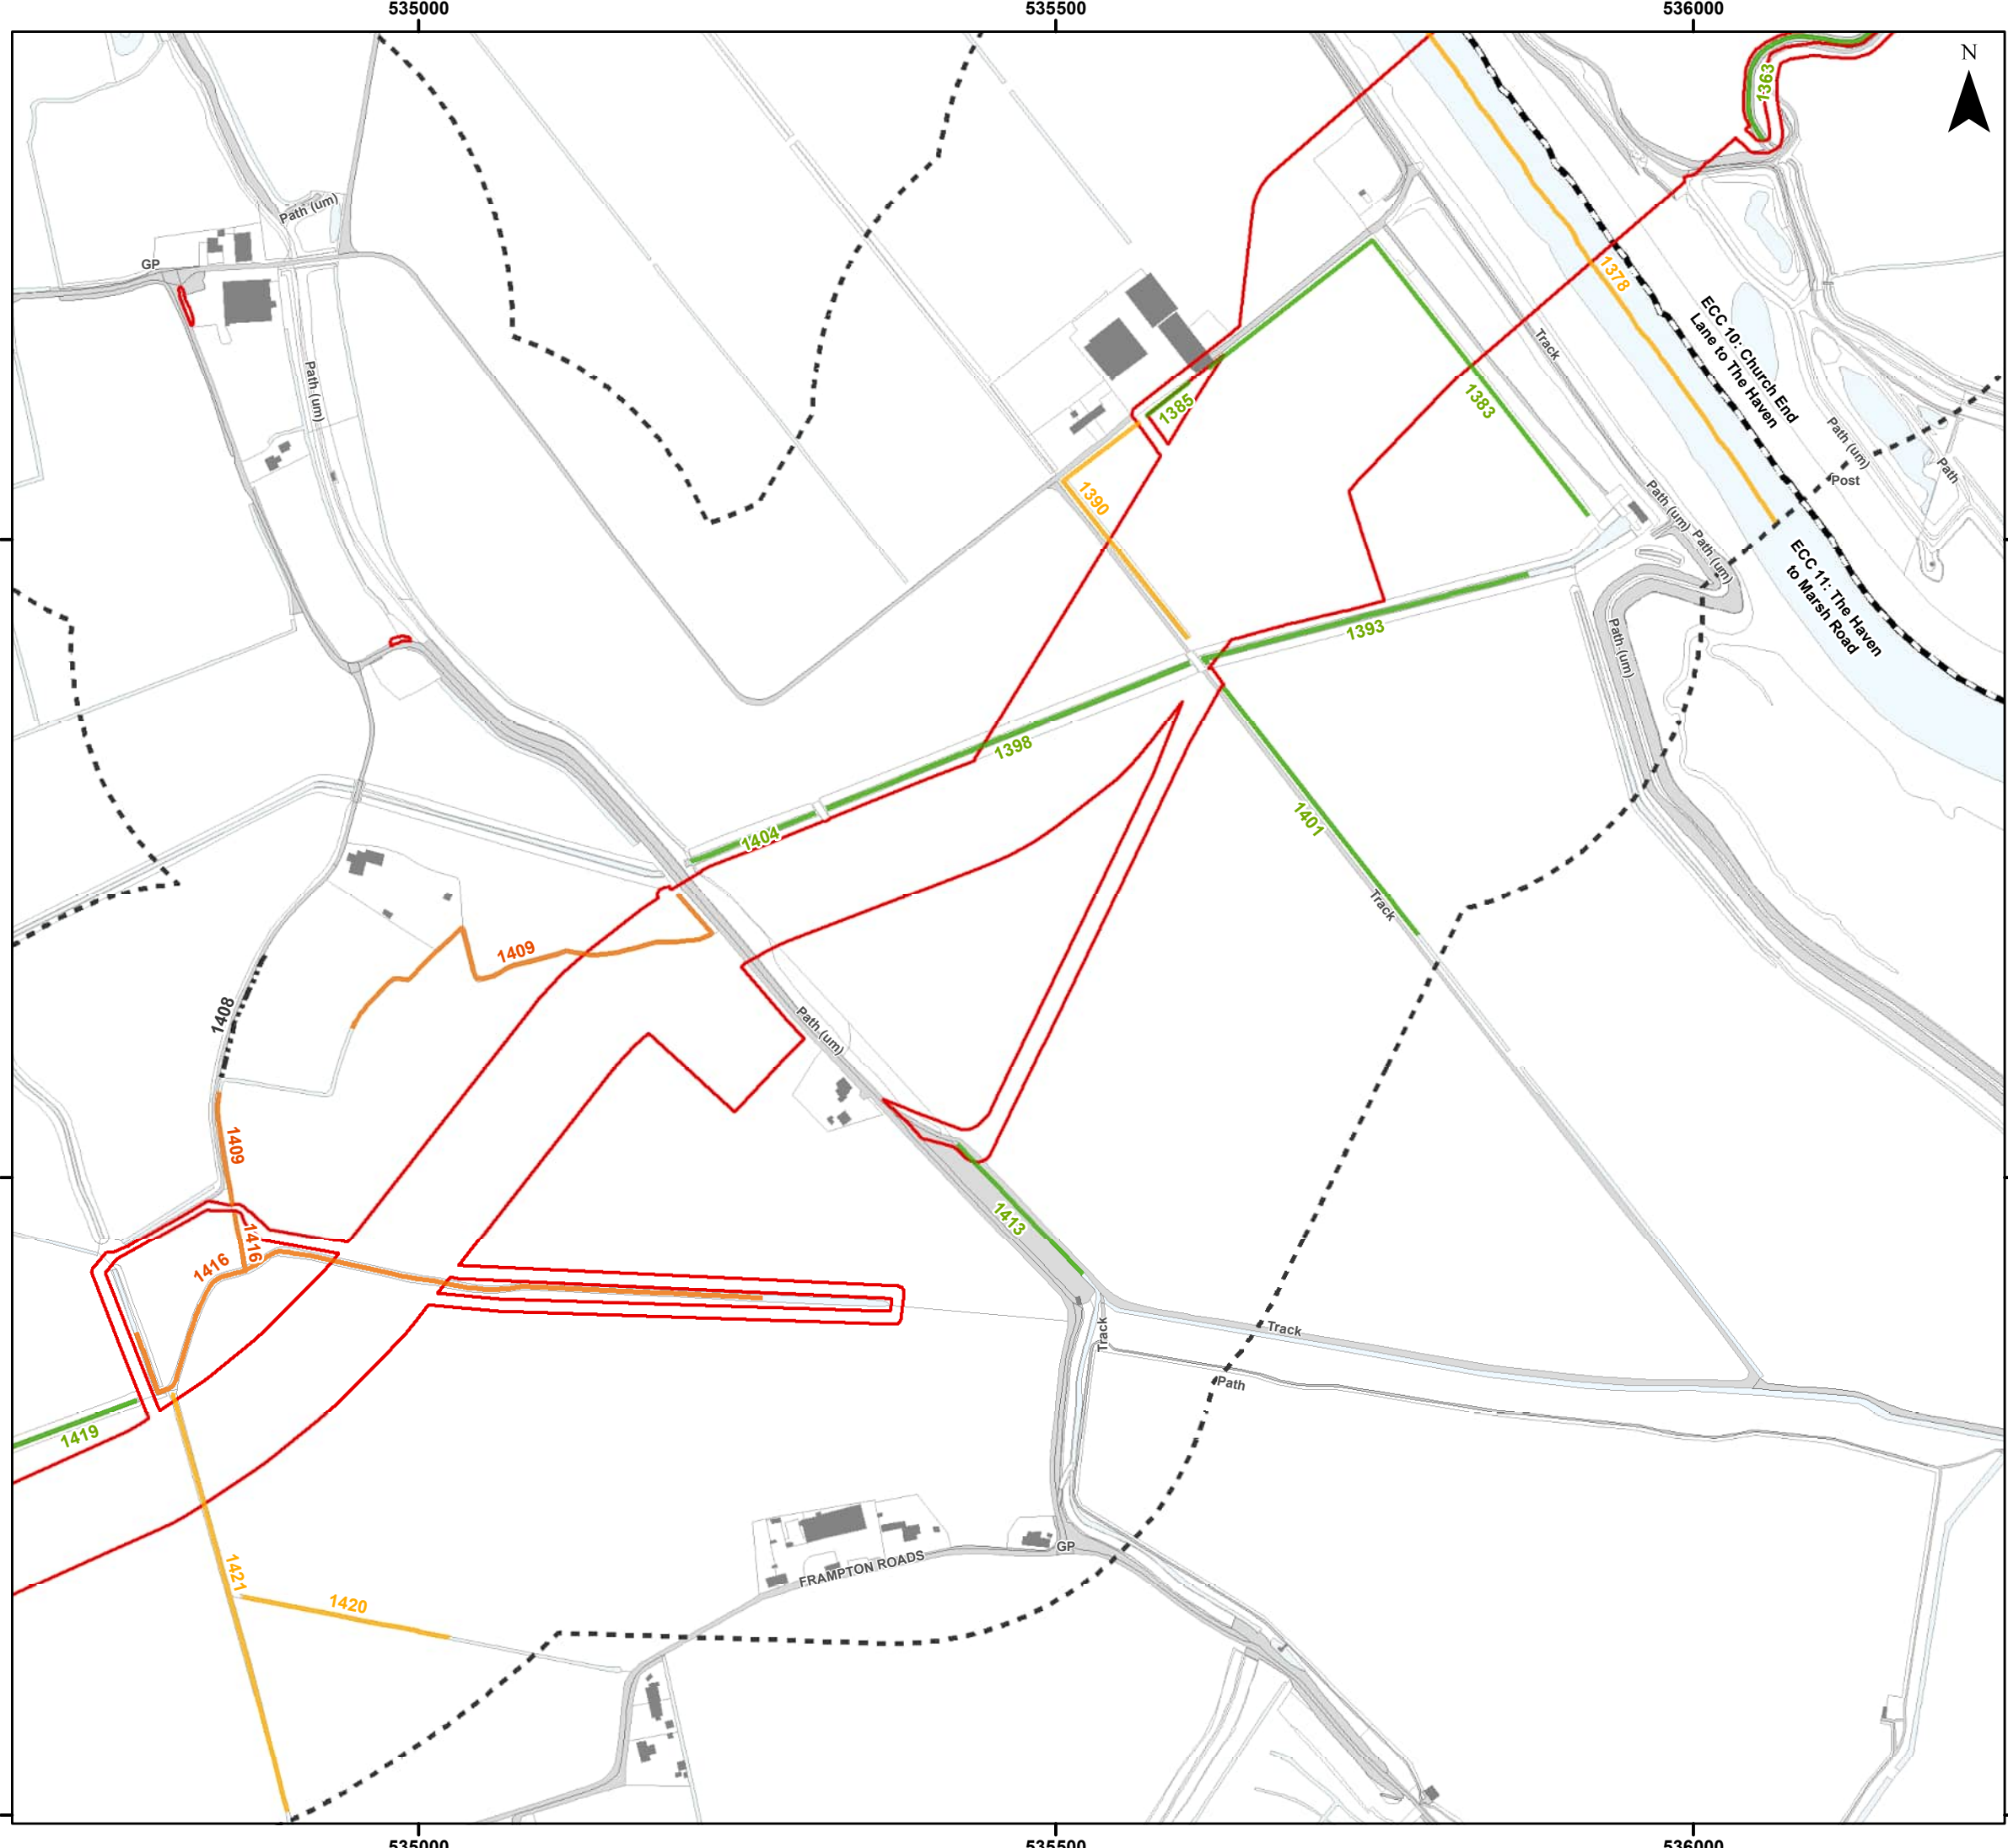 535000
535500
536000
N
1363
Path (um)
GP
1378
ECC 10: Church End
Lane to The Haven
Track
Path (um)
1383
1385
Path (um)
Path
Post
1390
Path (um)
Path (um)
ECC 11: The Haven
to Marsh Road
1393
Path (um)
1398
1401
1404
Track
1409
1408
Path (um)
1409
1413
1416
1416
Track
Track
Path
1419
GP
FRAMPTON ROADS
1421
1420
535000
535500
536000